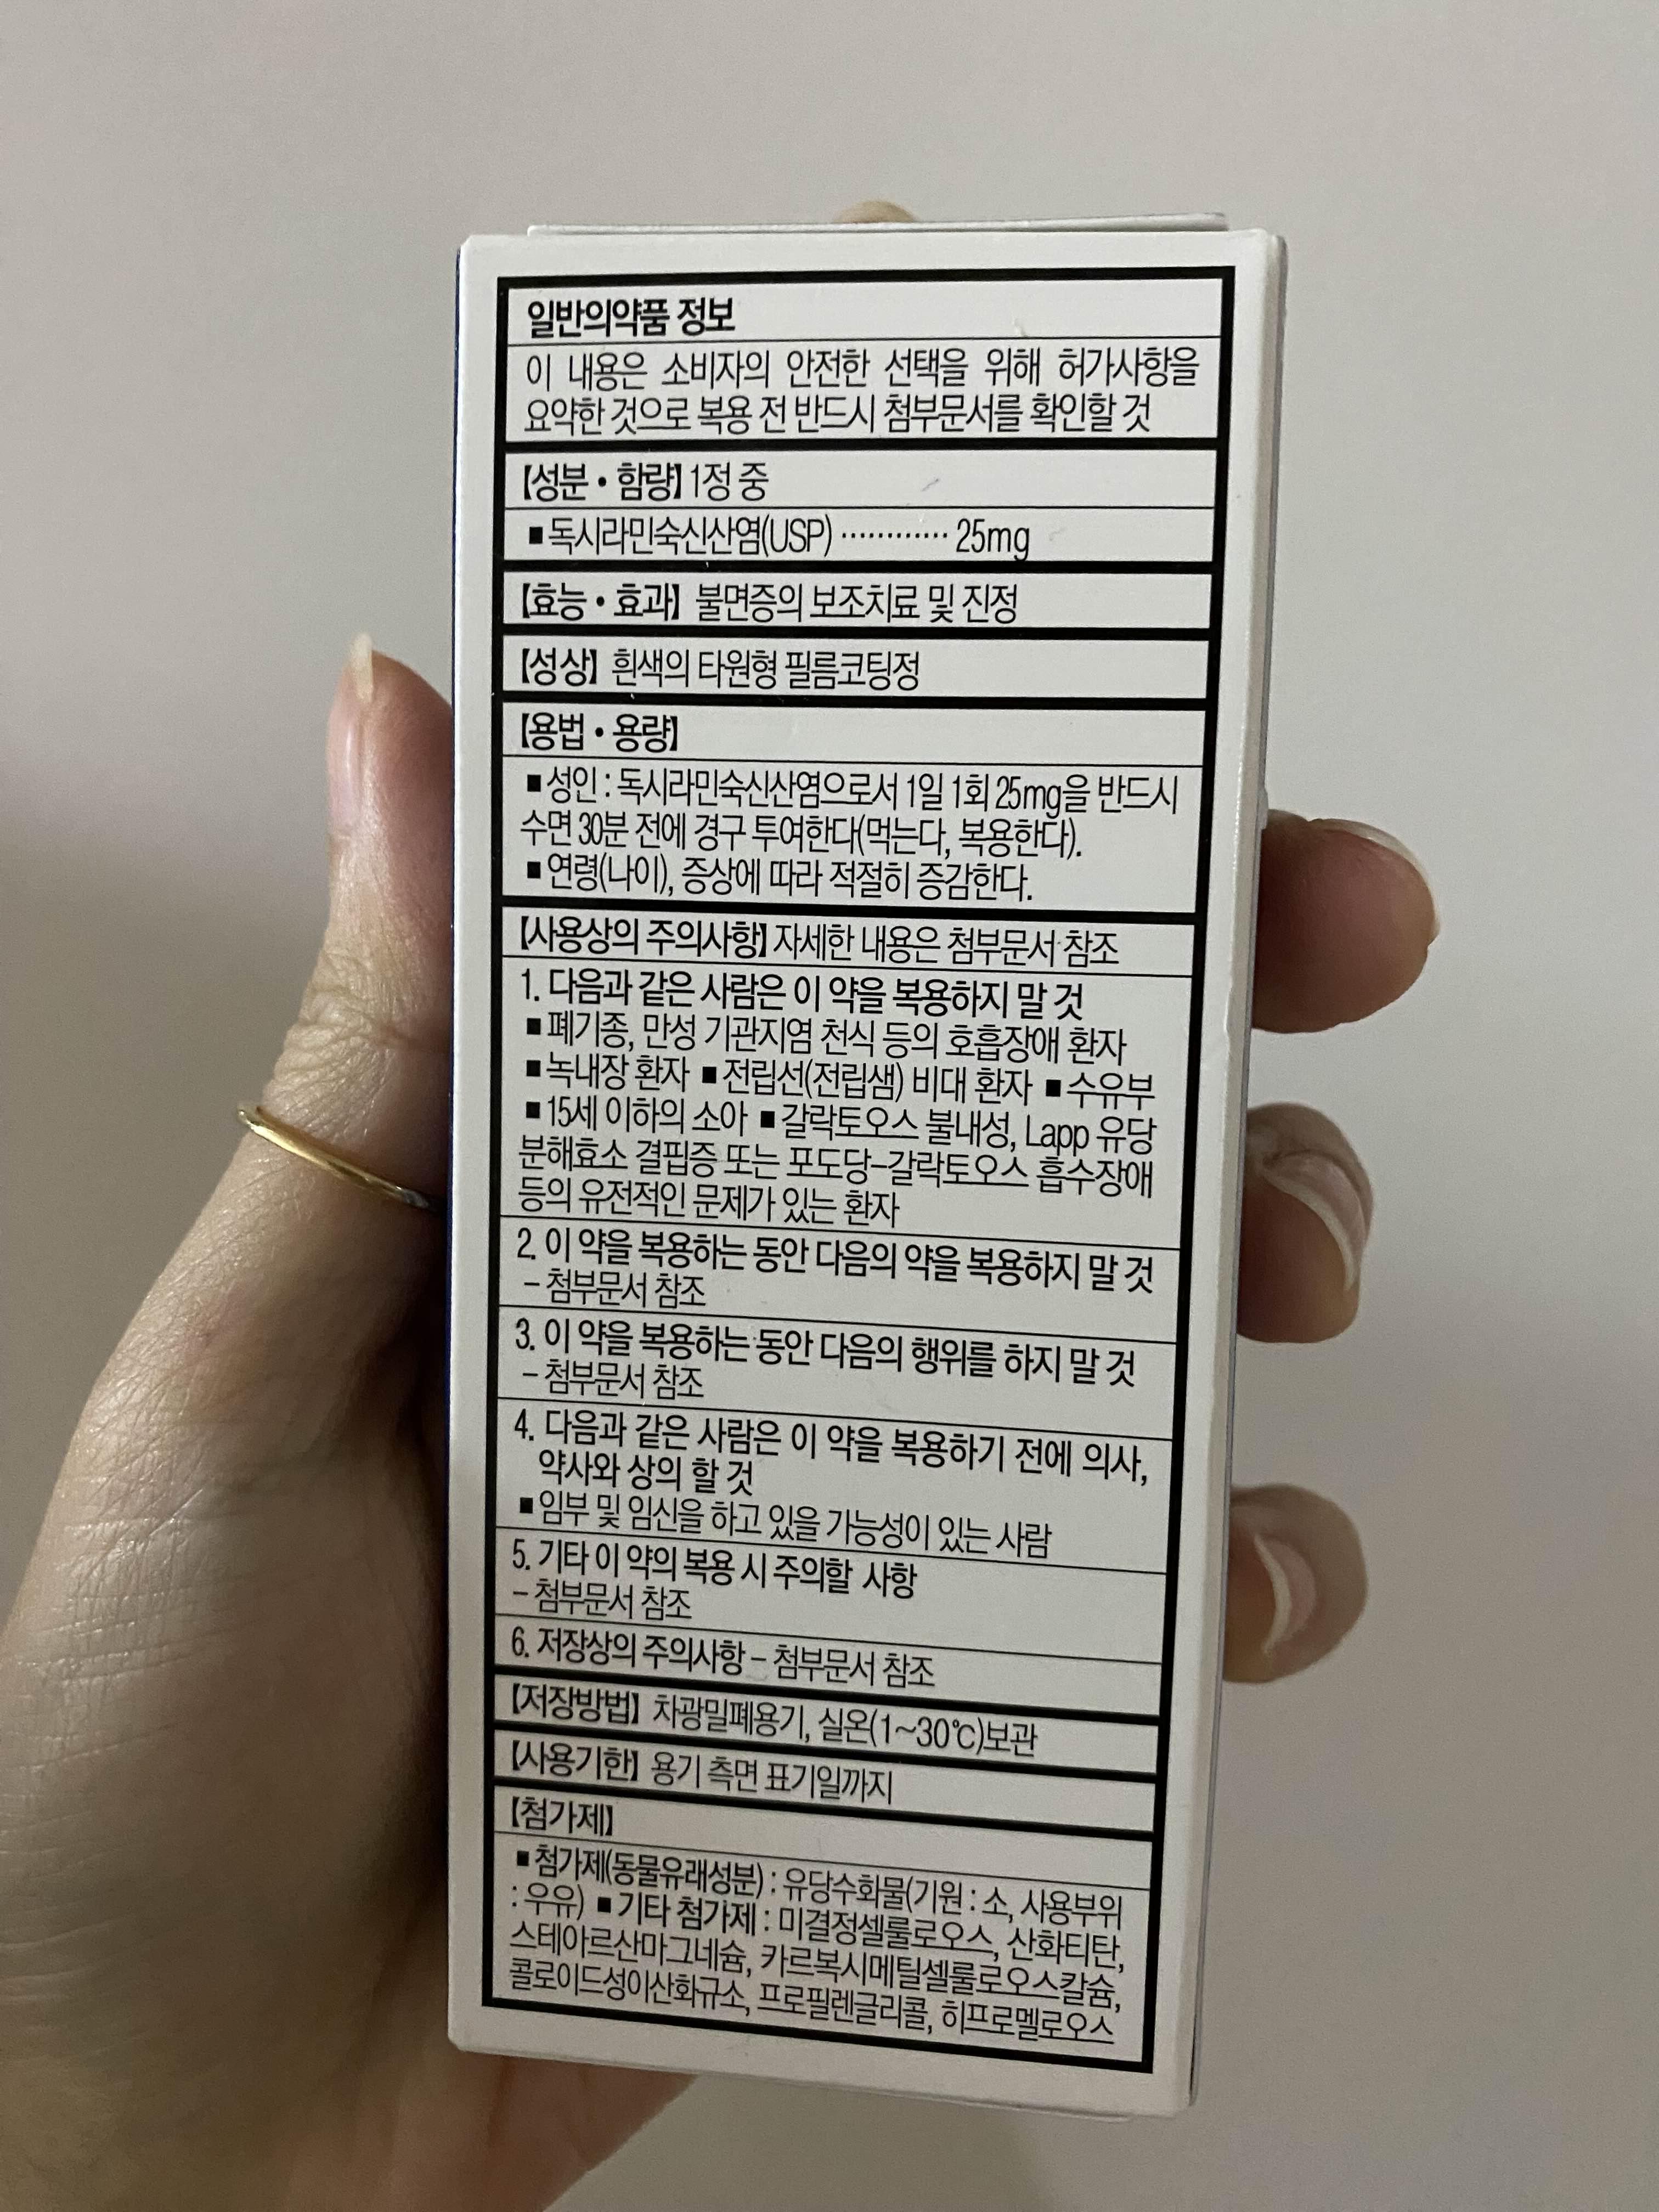 일반의약품 정보
이 내용은 소비자의 안전한 선택을 위해 허가사항을
요약한 것으로 복용 전 반드시 첨부문서를 확인할 것
【성분•함량】1정 중
■독시라민숙신산염(USP) ………… 25mg
【효능•효과】 불면증의 보조치료 및 진정
【성상】 흰색의 타원형 필름코팅정
【용법•용량】
■성인 : 독시라민숙신산염으로서 1일 1회 25mg을 반드시
수면 30분 전에 경구 투여한다(먹는다, 복용한다).
■연령(나이), 증상에 따라 적절히 증감한다.
【사용상의 주의사항】자세한 내용은 첨부문서 참조
1. 다음과 같은 사람은 이 약을 복용하지 말 것
■폐기종, 만성 기관지염 천식 등의 호흡장애 환자
■녹내장 환자 ■전립선(전립샘) 비대 환자 ■수유부
■15세 이하의 소아 ■갈락토오스 불내성, Lapp 유당
분해효소 결핍증 또는 포도당-갈락토오스 흡수장애
등의 유전적인 문제가 있는 환자
2. 이 약을 복용하는 동안 다음의 약을 복용하지 말 것
- 첨부문서 참조
3. 이 약을 복용하는 동안 다음의 행위를 하지 말 것
- 첨부문서 참조
4. 다음과 같은 사람은 이 약을 복용하기 전에 의사,
약사와 상의 할 것
■임부 및 임신을 하고 있을 가능성이 있는 사람
5. 기타 이 약의 복용 시 주의할 사항
- 첨부문서 참조
6. 저장상의 주의사항 - 첨부문서 참조
【저장방법】 차광밀폐용기, 실온(1~30℃)보관
【사용기한】 용기 측면 표기일까지
【첨가제】
■첨가제(동물유래성분) : 유당수화물(기원 : 소, 사용부위
: 우유) ■기타 첨가제 : 미결정셀룰로오스, 산화티탄,
스테아르산마그네슘, 카르복시메틸셀룰로오스칼슘,
콜로이드성이산화규소, 프로필렌글리콜, 히프로멜로오스